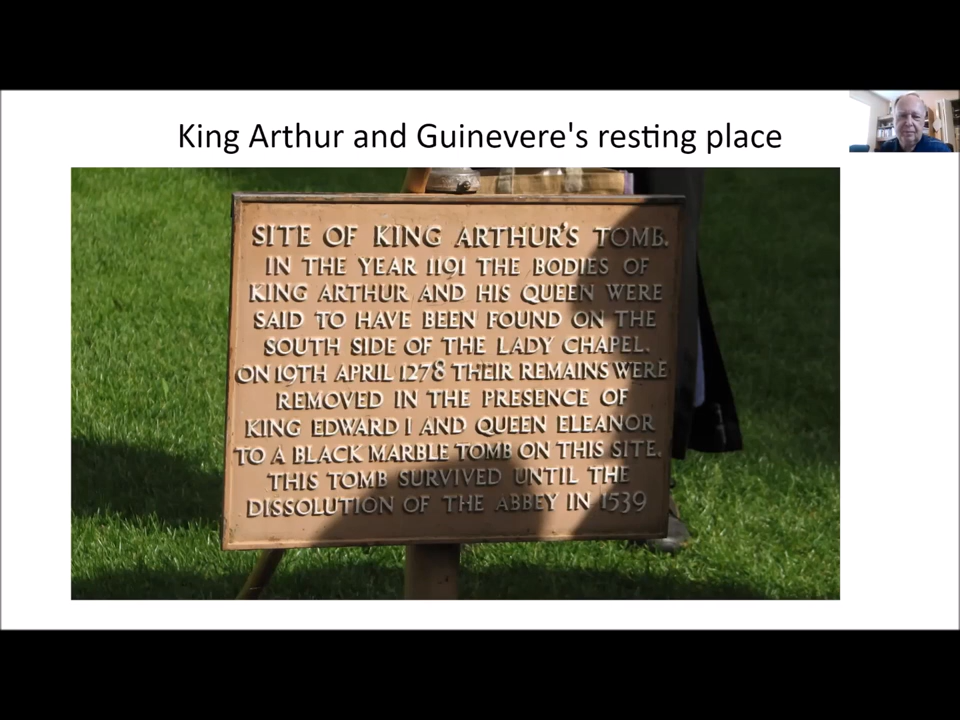 King Arthur and Guinevere's resting place
SITE OF KING ARTHUR'S TOMB.
IN THE YEAR 1191 THE BODIES OF
KING ARTHUR AND HIS QUEEN WERE
SAID TO HAVE BEEN FOUND ON THE
SOUTH SIDE OF THE LADY CHAPEL.
ON 19TH APRIL 1278 THEIR REMAINS WERE
REMOVED IN THE PRESENCE OF
KING EDWARD I AND QUEEN ELEANOR
TO A BLACK MARBLE TOMB ON THIS SITE.
THIS TOMB SURVIVED UNTIL THE
DISSOLUTION OF THE ABBEY IN 1539